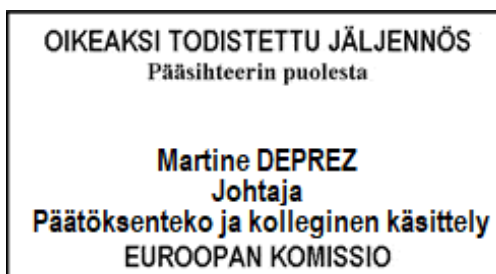 OIKEAKSI TODISTETTU JÄLJENNÖS
Pääsihteerin puolesta
Martine DEPREZ
Johtaja
Päätöksenteko ja kolleginen käsittely
EUROOPAN KOMISSIO